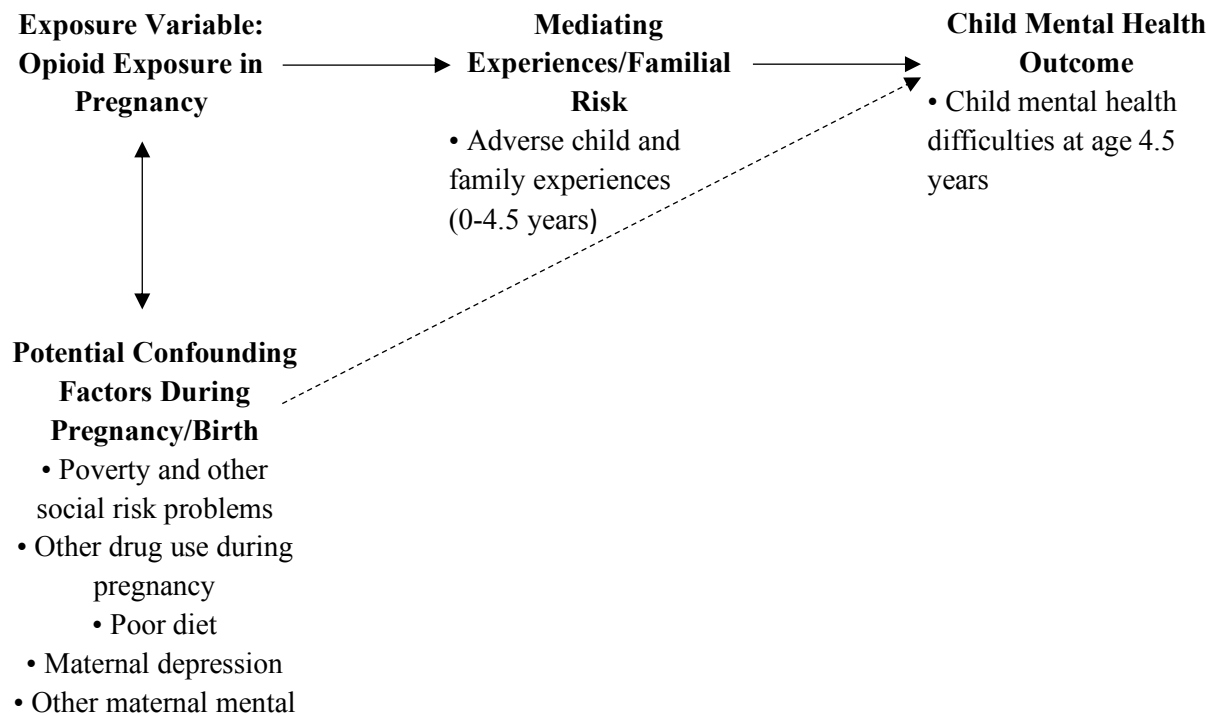 Exposure Variable:
Opioid Exposure in
Pregnancy
Mediating
Experiences/Familial
Risk
• Adverse child and
family experiences
(0-4.5 years)
Child Mental Health
Outcome
• Child mental health
difficulties at age 4.5
years
Potential Confounding
Factors During
Pregnancy/Birth
• Poverty and other
social risk problems
• Other drug use during
pregnancy
• Poor diet
• Maternal depression
• Other maternal mental